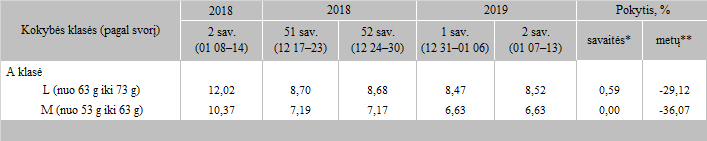 Kokybės klasės (pagal svorį) 2018 2018 2019 Pokytis, %
2 sav. (01 08–14) 51 sav. (12 17–23) 52 sav. (12 24–30) 1 sav. (12 31–01 06) 2 sav. (01 07–13) savaitės* metų**
A klasė
L (nuo 63 g iki 73 g) 12,02 8,70 8,68 8,47 8,52 0,59 -29,12
M (nuo 53 g iki 63 g) 10,37 7,19 7,17 6,63 6,63 0,00 -36,07